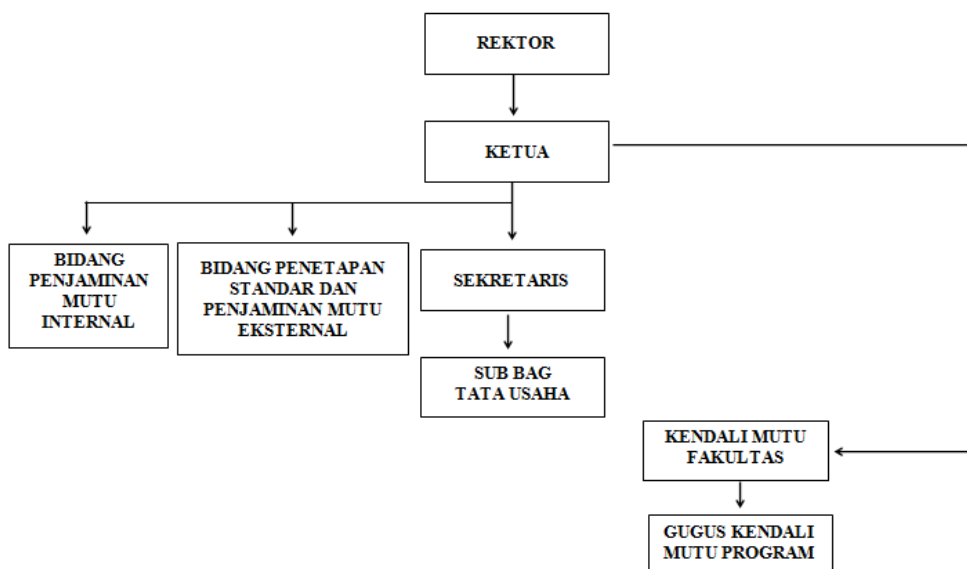 REKTOR
KETUA
BIDANG
PENJAMINAN
MUTU
INTERNAL
BIDANG PENETAPAN
STANDAR DAN
PENJAMINAN MUTU
EKSTERNAL
SEKRETARIS
SUB BAG
TATA USAHA
KENDALI MUTU
FAKULTAS
GUGUS KENDALI
MUTU PROGRAM